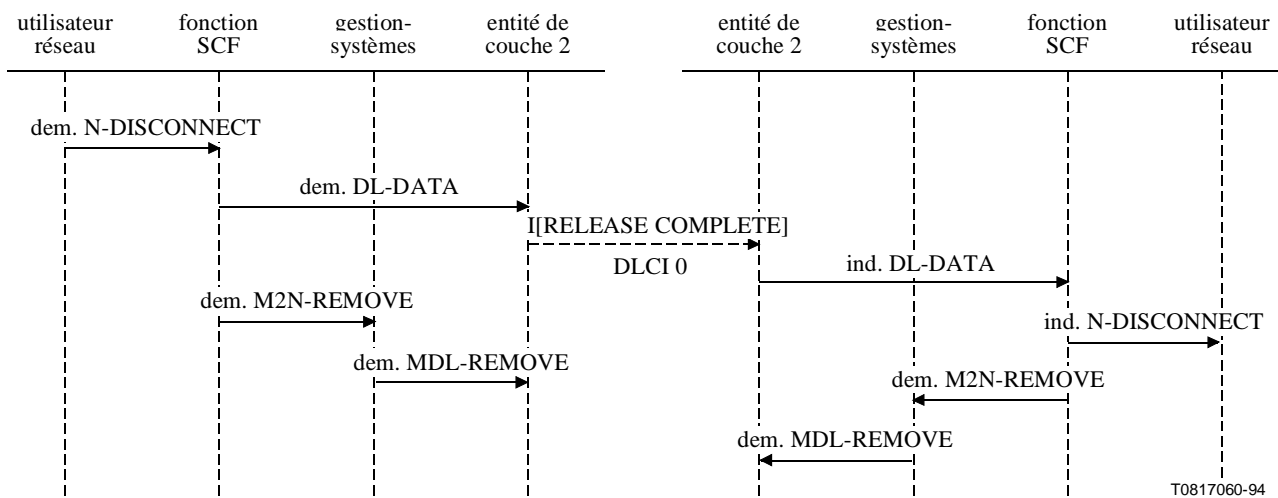 utilisateur
réseau
fonction
SCF
gestion-
systèmes
entité de
couche 2
entité de
couche 2
gestion-
systèmes
fonction
SCF
utilisateur
réseau
dem. N-DISCONNECT
dem. DL-DATA
I[RELEASE COMPLETE]
DLCI 0
ind. DL-DATA
dem. M2N-REMOVE
ind. N-DISCONNECT
dem. MDL-REMOVE
dem. M2N-REMOVE
dem. MDL-REMOVE
T0817060-94